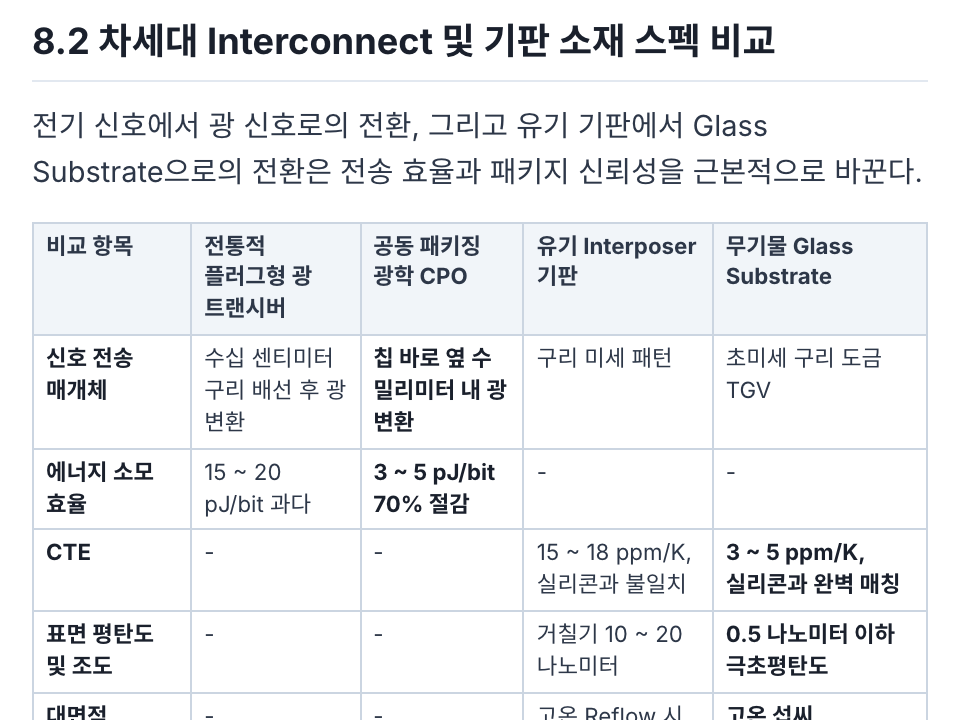 8.2 차세대 Interconnect 및 기판 소재 스펙 비교
전기 신호에서 광 신호로의 전환, 그리고 유기 기판에서 Glass
Substrate으로의 전환은 전송 효율과 패키지 신뢰성을 근본적으로 바꾼다.
비교 항목
전통적
플러그형 광
트랜시버
공동 패키징
광학 CPO
유기 Interposer
기판
무기물 Glass
Substrate
신호 전송
매개체
수십 센티미터
구리 배선 후 광
변환
칩 바로 옆 수
밀리미터 내 광
변환
구리 미세 패턴
초미세 구리 도금
TGV
에너지 소모
효율
15 ~ 20
pJ/bit 과다
3 ~ 5 pJ/bit
70% 절감
-
-
CTE
-
-
15 ~ 18 ppm/K,
실리콘과 불일치
3 ~ 5 ppm/K,
실리콘과 완벽 매칭
표면 평탄도
및 조도
-
-
거칠기 10 ~ 20
나노미터
0.5 나노미터 이하
극초평탄도
대면적
-
-
고온 Reflow 시
고온 섭씨